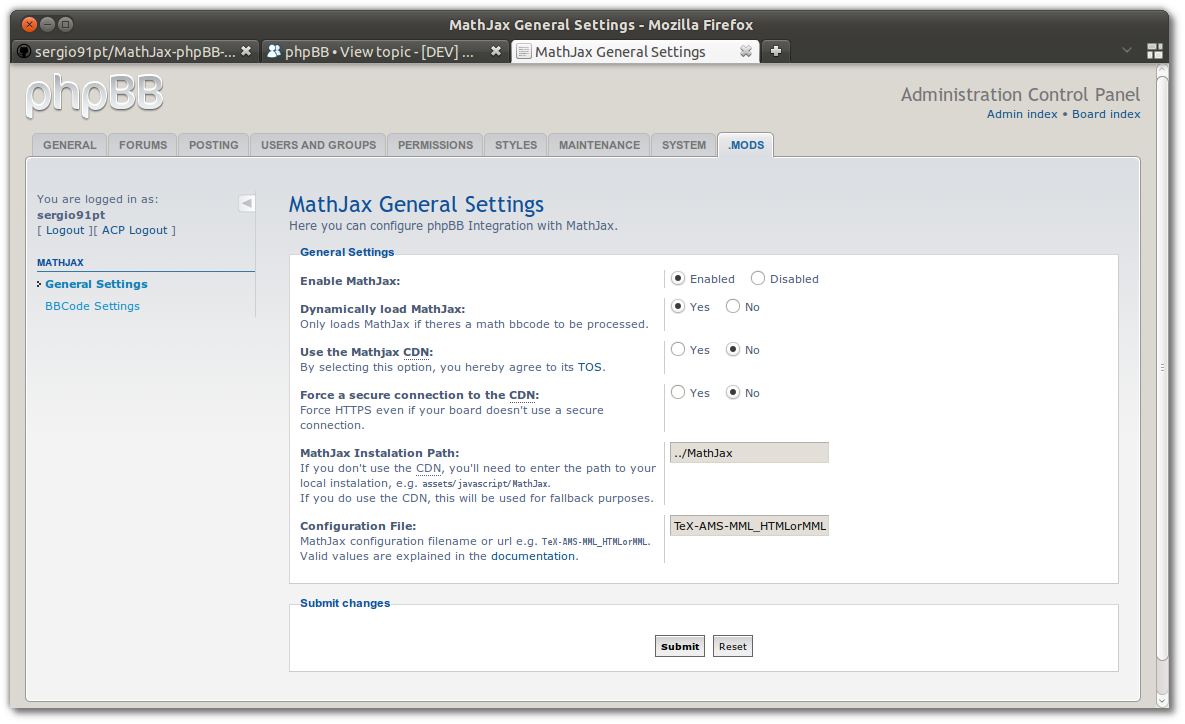 MathJax General Settings - Mozilla Firefox
sergio91pt/MathJax-phpBB-...
phpBB • View topic - [DEV] ...
MathJax General Settings
phpBB
Administration Control Panel
Admin index • Board index
GENERAL
FORUMS
POSTING
USERS AND GROUPS
PERMISSIONS
STYLES
MAINTENANCE
SYSTEM
.MODS
You are logged in as:
sergio91pt
[ Logout ][ ACP Logout ]
MATHJAX
General Settings
BBCode Settings
MathJax General Settings
Here you can configure phpBB Integration with MathJax.
General Settings
Enable MathJax:
Enabled Disabled
Dynamically load MathJax:
Only loads MathJax if theres a math bbcode to be processed.
Yes No
Use the Mathjax CDN:
By selecting this option, you hereby agree to its TOS.
Yes No
Force a secure connection to the CDN:
Force HTTPS even if your board doesn't use a secure
connection.
Yes No
MathJax Instalation Path:
If you don't use the CDN, you'll need to enter the path to your
local instalation, e.g. assets/javascript/MathJax.
If you do use the CDN, this will be used for fallback purposes.
../MathJax
Configuration File:
MathJax configuration filename or url e.g. TeX-AMS-MML_HTMLorMML.
Valid values are explained in the documentation.
TeX-AMS-MML_HTMLorMML
Submit changes
Submit
Reset